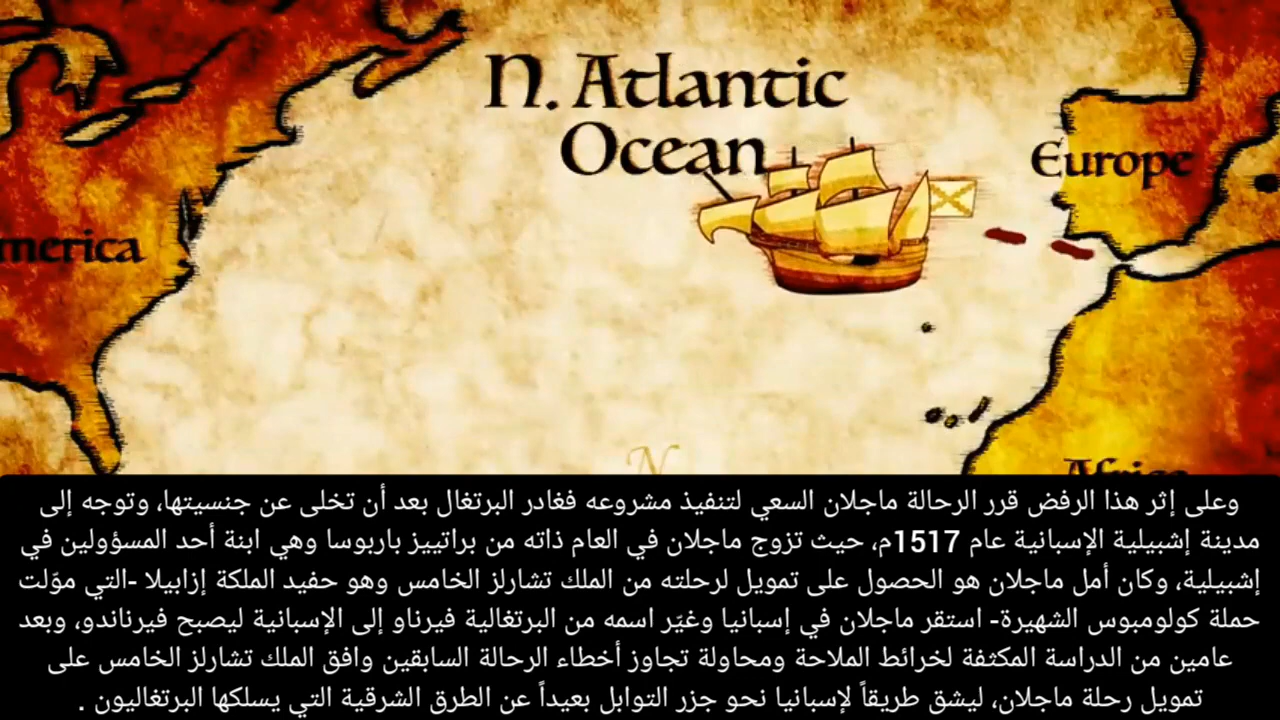 N. Atlantic
Ocean
Europe
merica
N
وعلى إثر هذا الرفض قرر الرحالة ماجلان السعي لتنفيذ مشروعه فغادر البرتغال بعد أن تخلى عن جنسيتها، وتوجه إلى
مدينة إشبيلية الإسبانية عام 1517م، حيث تزوج ماجلان في العام ذاته من براتييز باربوسا وهي ابنة أحد المسؤولين في
إشبيلية، وكان أمل ماجلان هو الحصول على تمويل لرحلته من الملك تشارلز الخامس وهو حفيد الملكة إزابيلا -التي موّلت
حملة كولومبوس الشهيرة- استقر ماجلان في إسبانيا وغيّر اسمه من البرتغالية فيرناو إلى الإسبانية ليصبح فيرناندو، وبعد
عامين من الدراسة المكثفة لخرائط الملاحة ومحاولة تجاوز أخطاء الرحالة السابقين وافق الملك تشارلز الخامس على
تمويل رحلة ماجلان، ليشق طريقاً لإسبانيا نحو جزر التوابل بعيداً عن الطرق الشرقية التي يسلكها البرتغاليون .